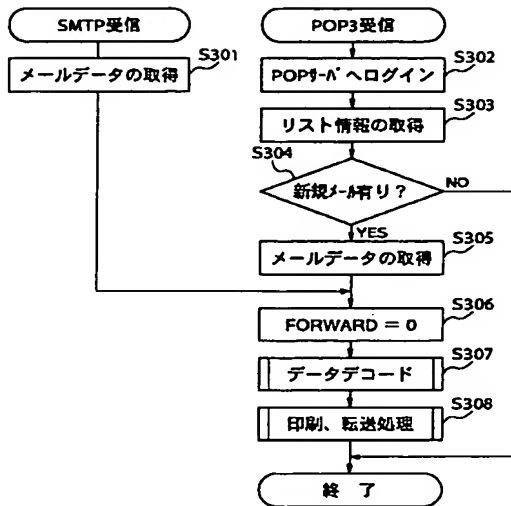 SMTP受信
メールデータの取得
S301
POP3受信
POPサーバへログイン
S302
リスト情報の取得
S303
S304
新規メール有り?
NO
YES
メールデータの取得
S305
FORWARD = 0
S306
データデコード
S307
印刷、転送処理
S308
終 了